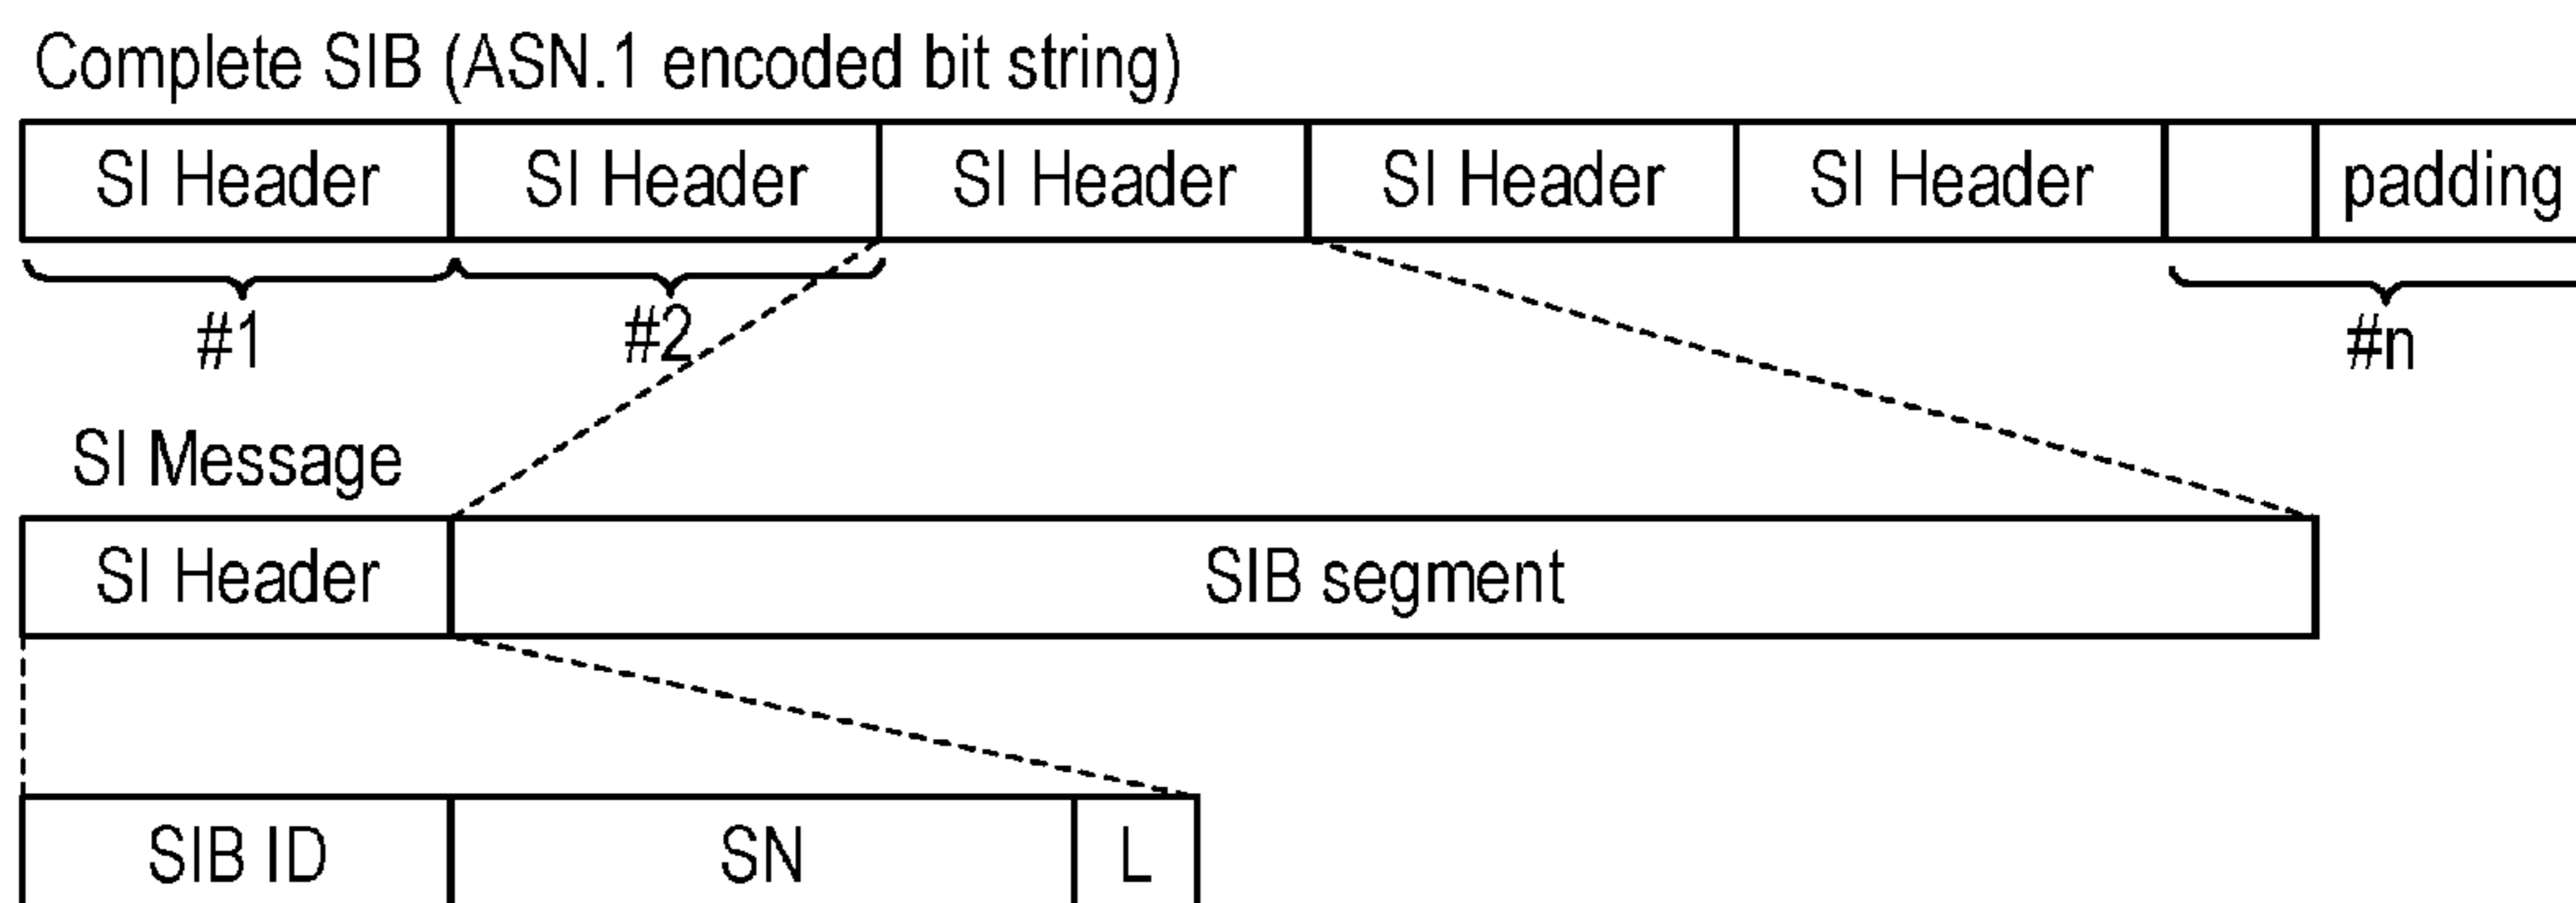 Complete SIB (ASN.1 encoded bit string)
SI Header SI Header SI Header SI Header SI Header padding
#1 #2 #n
SI Message
SI Header SIB segment
SIB ID SN L